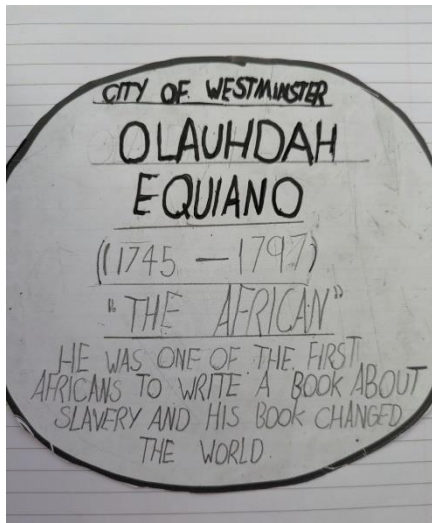 CITY OF WESTMINSTER
OLAUHDAH
EQUIANO
(1745 — 1797)
"THE AFRICAN"
HE WAS ONE OF THE FIRST
AFRICANS TO WRITE A BOOK ABOUT
SLAVERY AND HIS BOOK CHANGED
THE WORLD.